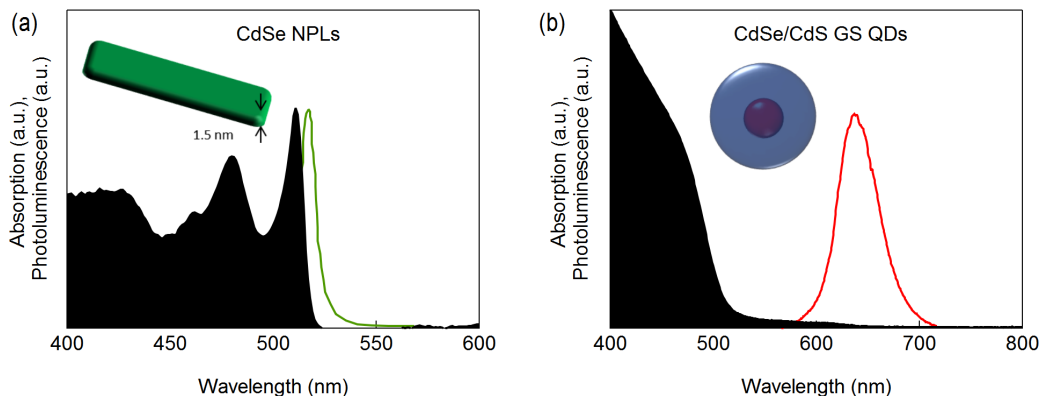 (a)
CdSe NPLs
1.5 nm
Absorption (a.u.),
Photoluminescence (a.u.)
400 450 500 550 600
Wavelength (nm)
(b)
CdSe/CdS GS QDs
Absorption (a.u.),
Photoluminescence (a.u.)
400 500 600 700 800
Wavelength (nm)